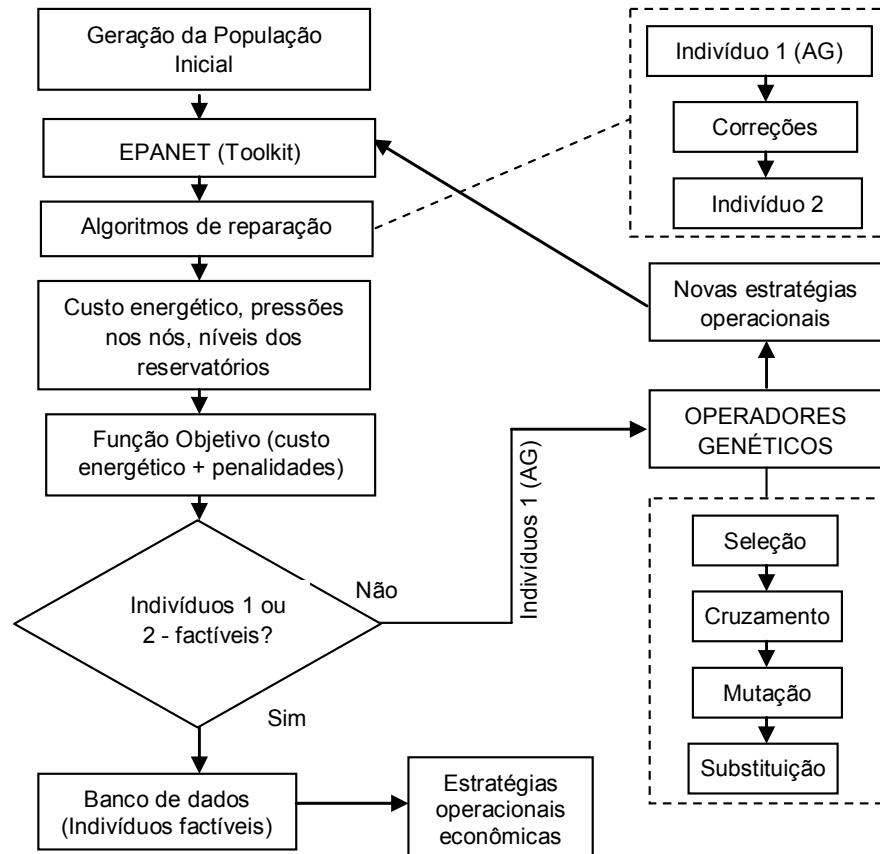 Geração da População
Inicial
EPANET (Toolkit)
Algoritmos de reparação
Custo energético, pressões
nos nós, níveis dos
reservatórios
Função Objetivo (custo
energético + penalidades)
Indivíduos 1 ou
2 - factíveis?
Não
Sim
Banco de dados
(Indivíduos factíveis)
Estratégias
operacionais
econômicas
Indivíduos 1 (AG)
Indivíduo 1 (AG)
Correções
Indivíduo 2
Novas estratégias
operacionais
OPERADORES
GENÉTICOS
Seleção
Cruzamento
Mutação
Substituição